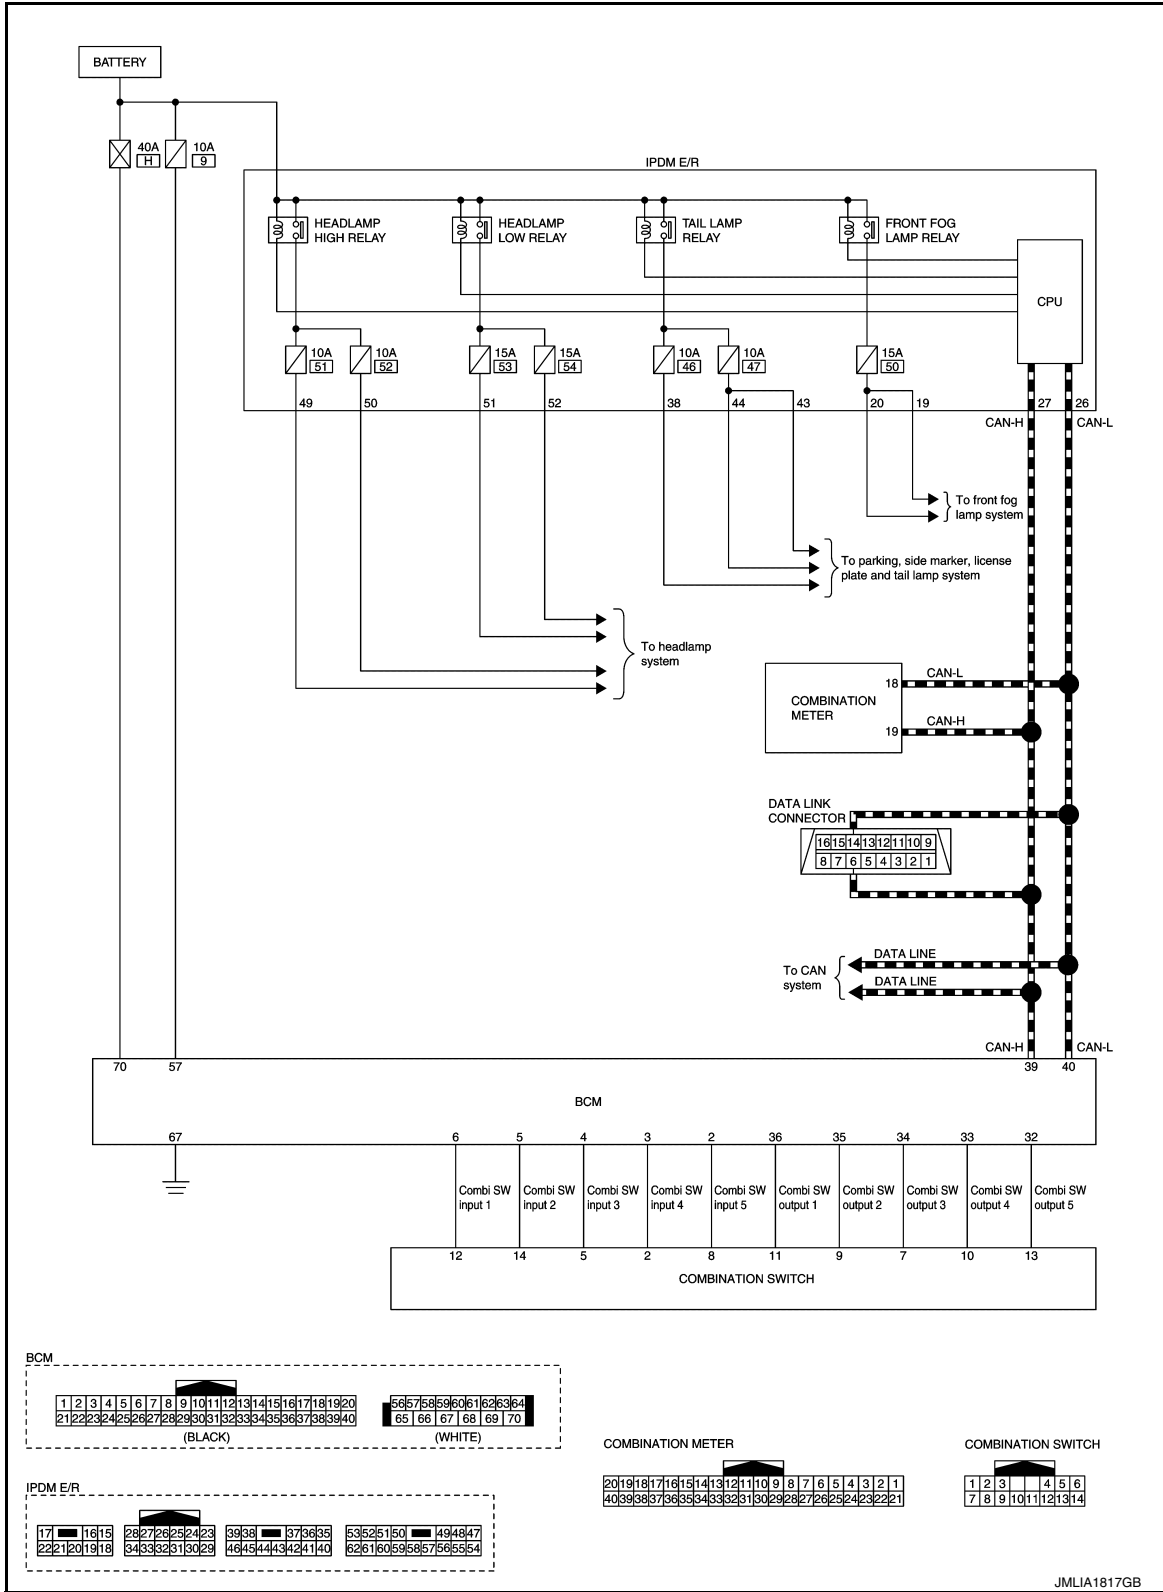 BATTERY
40A
H
10A
9
IPDM E/R
HEADLAMP
HIGH RELAY
HEADLAMP
LOW RELAY
TAIL LAMP
RELAY
FRONT FOG
LAMP RELAY
CPU
10A
51
10A
52
15A
53
15A
54
10A
46
10A
47
15A
50
49 50 51 52 38 44 43 20 19 27 26
CAN-H CAN-L
To front fog
lamp system
To parking, side marker, license
plate and tail lamp system
To headlamp
system
COMBINATION
METER
18 CAN-L
19 CAN-H
DATA LINK
CONNECTOR
16 15 14 13 12 11 10 9
8 7 6 5 4 3 2 1
To CAN
system
DATA LINE
DATA LINE
CAN-H CAN-L
70 57 39 40
BCM
67 6 5 4 3 2 36 35 34 33 32
Combi SW
input 1
Combi SW
input 2
Combi SW
input 3
Combi SW
input 4
Combi SW
input 5
Combi SW
output 1
Combi SW
output 2
Combi SW
output 3
Combi SW
output 4
Combi SW
output 5
12 14 5 2 8 11 9 7 10 13
COMBINATION SWITCH
BCM
1 2 3 4 5 6 7 8 9 10 11 12 13 14 15 16 17 18 19 20
21 22 23 24 25 26 27 28 29 30 31 32 33 34 35 36 37 38 39 40
(BLACK)
56 57 58 59 60 61 62 63 64
65 66 67 68 69 70
(WHITE)
COMBINATION METER
20 19 18 17 16 15 14 13 12 11 10 9 8 7 6 5 4 3 2 1
40 39 38 37 36 35 34 33 32 31 30 29 28 27 26 25 24 23 22 21
COMBINATION SWITCH
1 2 3 4 5 6
7 8 9 10 11 12 13 14
IPDM E/R
17 16 15
22 21 20 19 18
28 27 26 25 24 23
34 33 32 31 30 29
39 38 37 36 35
46 45 44 43 42 41 40
53 52 51 50 49 48 47
62 61 60 59 58 57 56 55 54
JMLIA1817GB